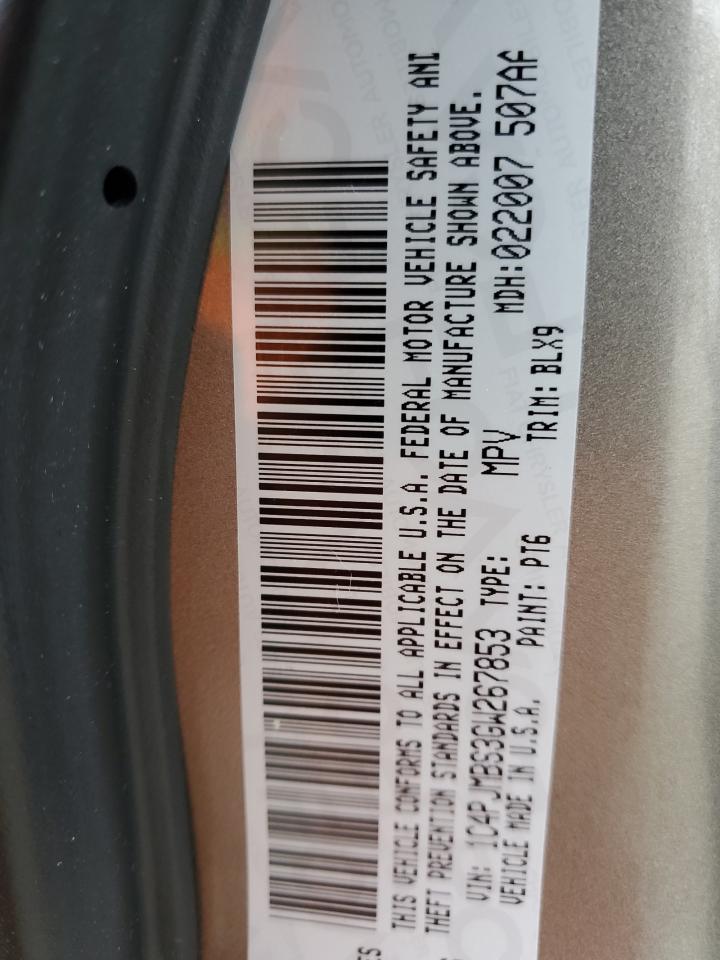 THIS VEHICLE CONFORMS TO ALL APPLICABLE U.S.A. FEDERAL MOTOR VEHICLE SAFETY ANI
THEFT PREVENTION STANDARDS IN EFFECT ON THE DATE OF MANUFACTURE SHOWN ABOVE.
VIN: 1C4PJMBS3GW267853 TYPE: MPV MDH:022007 507AF
VEHICLE MADE IN U.S.A. PAINT: PT6 TRIM: BLX9